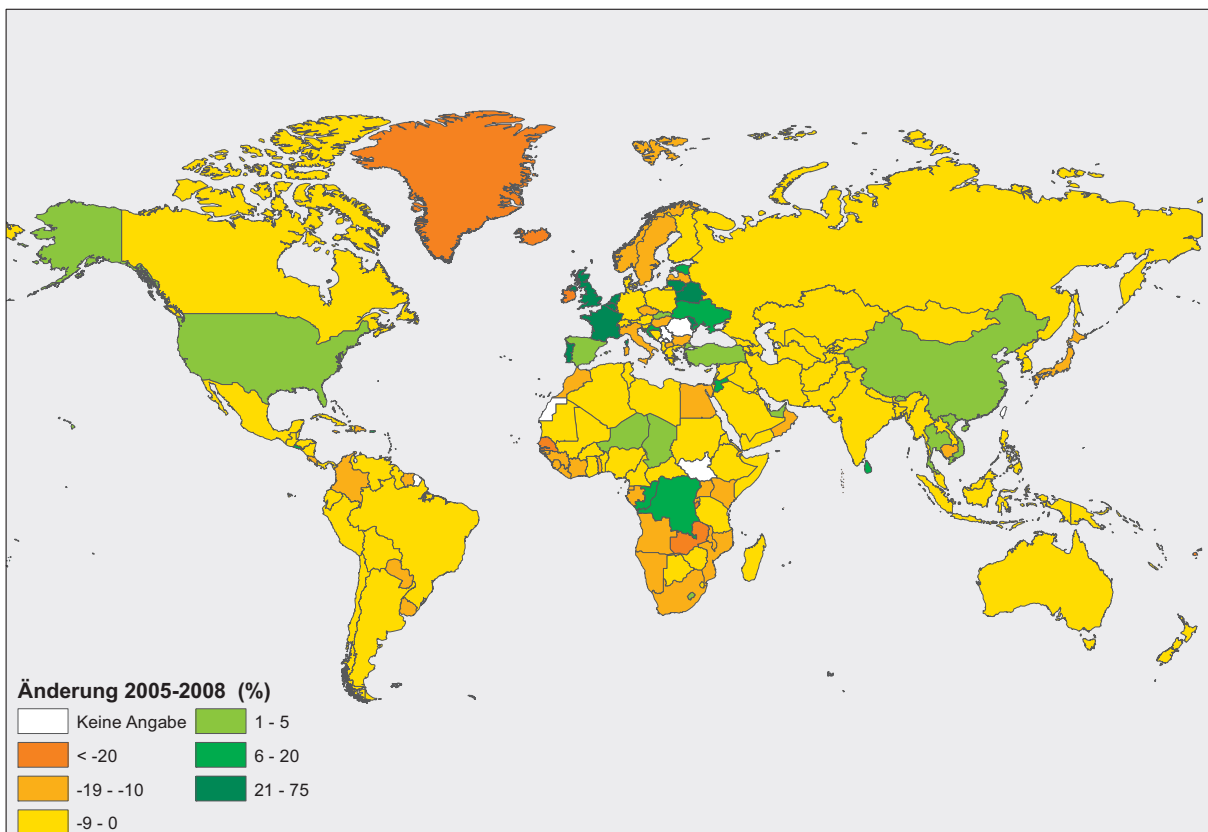 Änderung 2005-2008 (%)
Keine Angabe
< -20
-19 - -10
-9 - 0
1 - 5
6 - 20
21 - 75